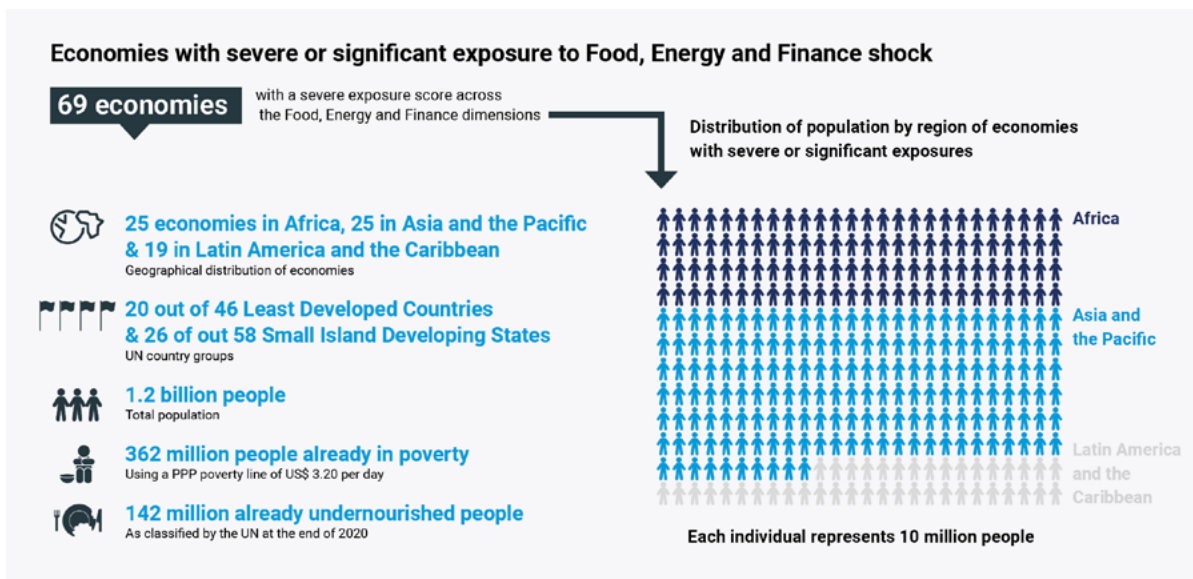 Economies with severe or significant exposure to Food, Energy and Finance shock
69 economies
with a severe exposure score across
the Food, Energy and Finance dimensions
25 economies in Africa, 25 in Asia and the Pacific
& 19 in Latin America and the Caribbean
Geographical distribution of economies
20 out of 46 Least Developed Countries
& 26 of out 58 Small Island Developing States
UN country groups
1.2 billion people
Total population
362 million people already in poverty
Using a PPP poverty line of US$ 3.20 per day
142 million already undernourished people
As classified by the UN at the end of 2020
Distribution of population by region of economies
with severe or significant exposures
Africa
Asia and
the Pacific
Latin America
and the
Caribbean
Each individual represents 10 million people